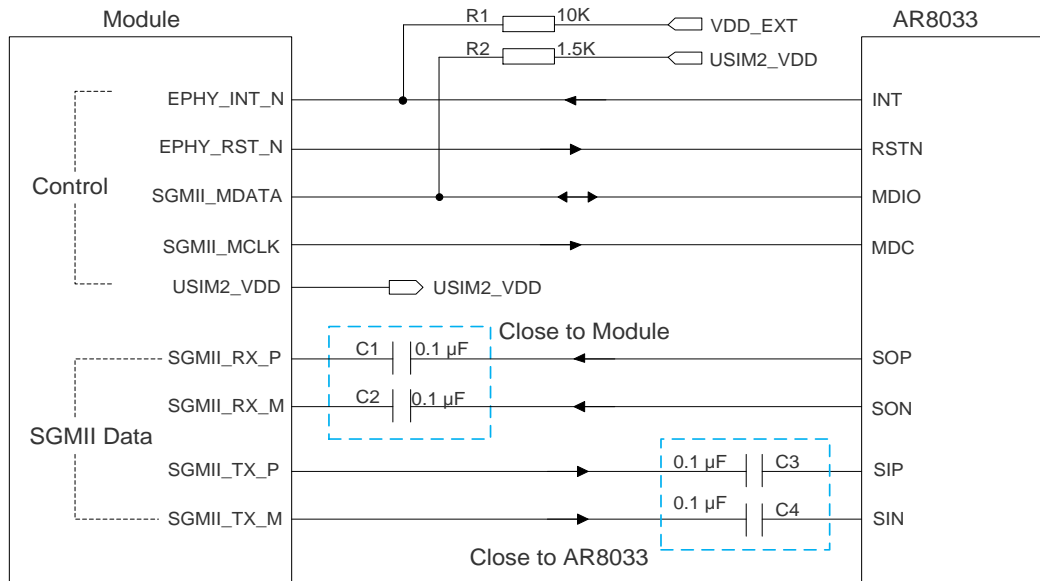 Module
AR8033
R1 10K VDD_EXT
R2 1.5K USIM2_VDD
EPHY_INT_N INT
EPHY_RST_N RSTN
Control
SGMII_MDATA MDIO
SGMII_MCLK MDC
USIM2_VDD USIM2_VDD
Close to Module
SGMII_RX_P C1 0.1 µF SOP
SGMII_RX_M C2 0.1 µF SON
SGMII Data
SGMII_TX_P 0.1 µF C3 SIP
SGMII_TX_M 0.1 µF C4 SIN
Close to AR8033